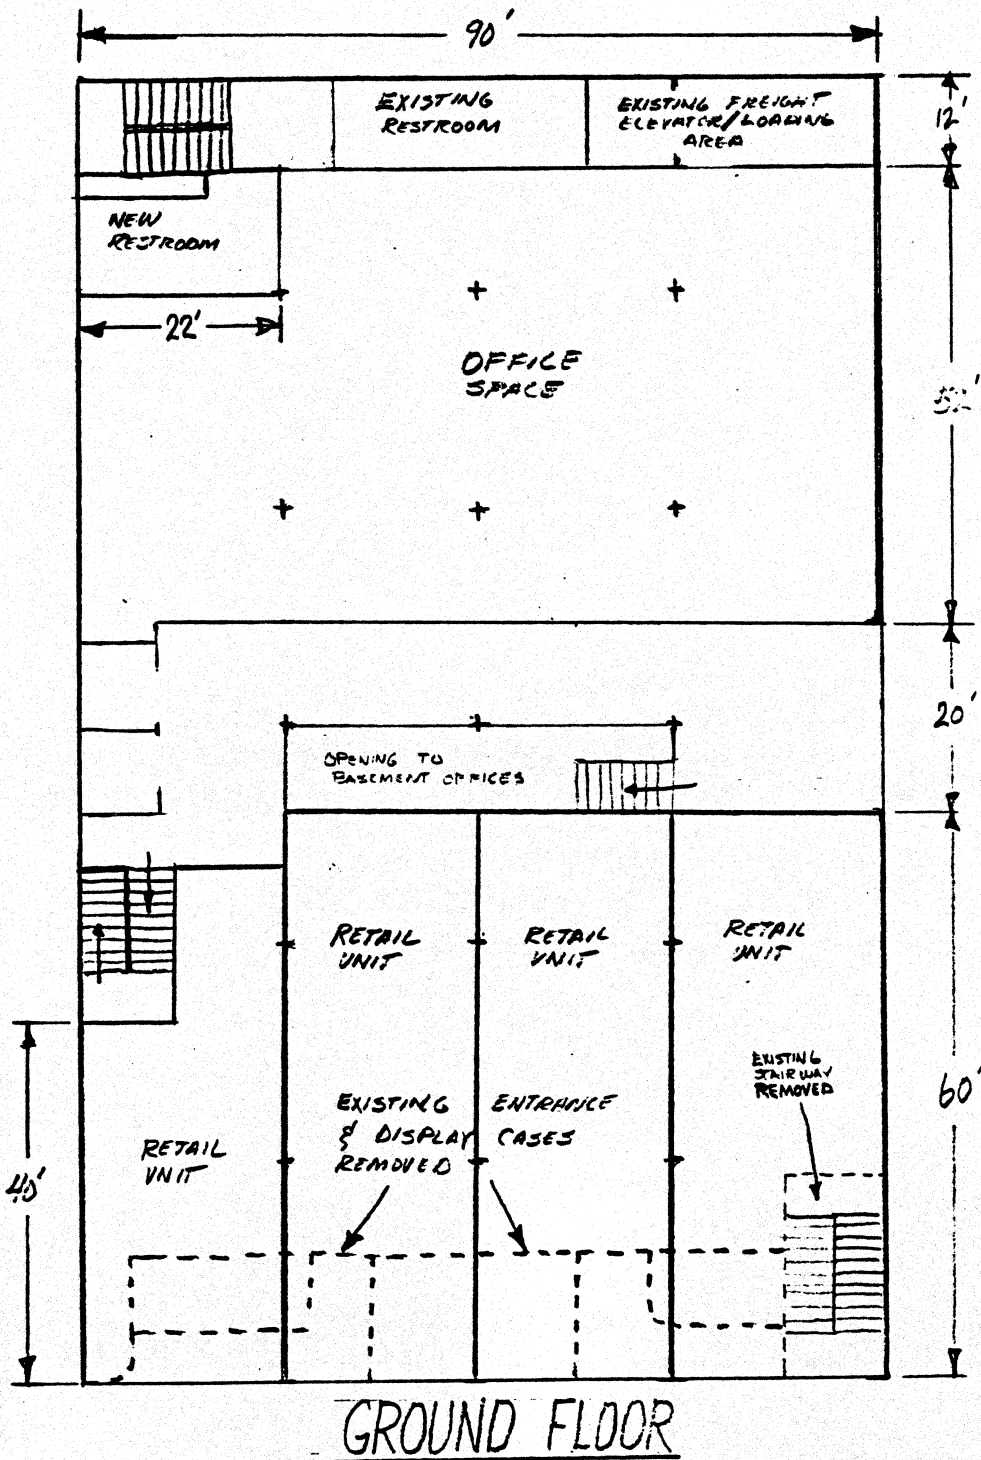 90'
EXISTING
RESTROOM
EXISTING FREIGHT
ELEVATOR/LOADING
AREA
12'
NEW
RESTROOM
22'
OFFICE
SPACE
52'
20'
OPENING TO
BASEMENT OFFICES
RETAIL
UNIT
RETAIL
UNIT
RETAIL
UNIT
EXISTING
STAIRWAY
REMOVED
60'
EXISTING ENTRANCE
& DISPLAY CASES
REMOVED
RETAIL
UNIT
40'
GROUND FLOOR